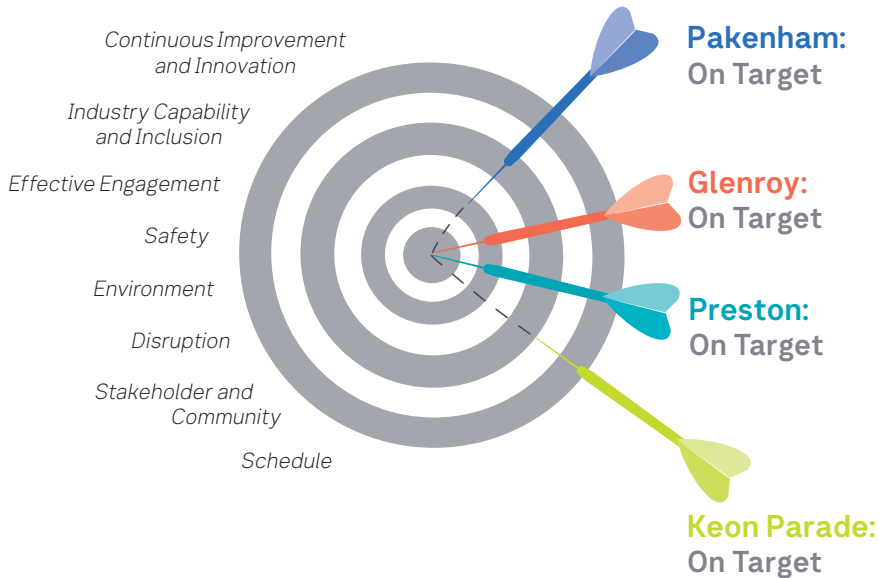 Continuous Improvement
and Innovation
Industry Capability
and Inclusion
Effective Engagement
Safety
Environment
Disruption
Stakeholder and
Community
Schedule
Pakenham:
On Target
Glenroy:
On Target
Preston:
On Target
Keon Parade:
On Target